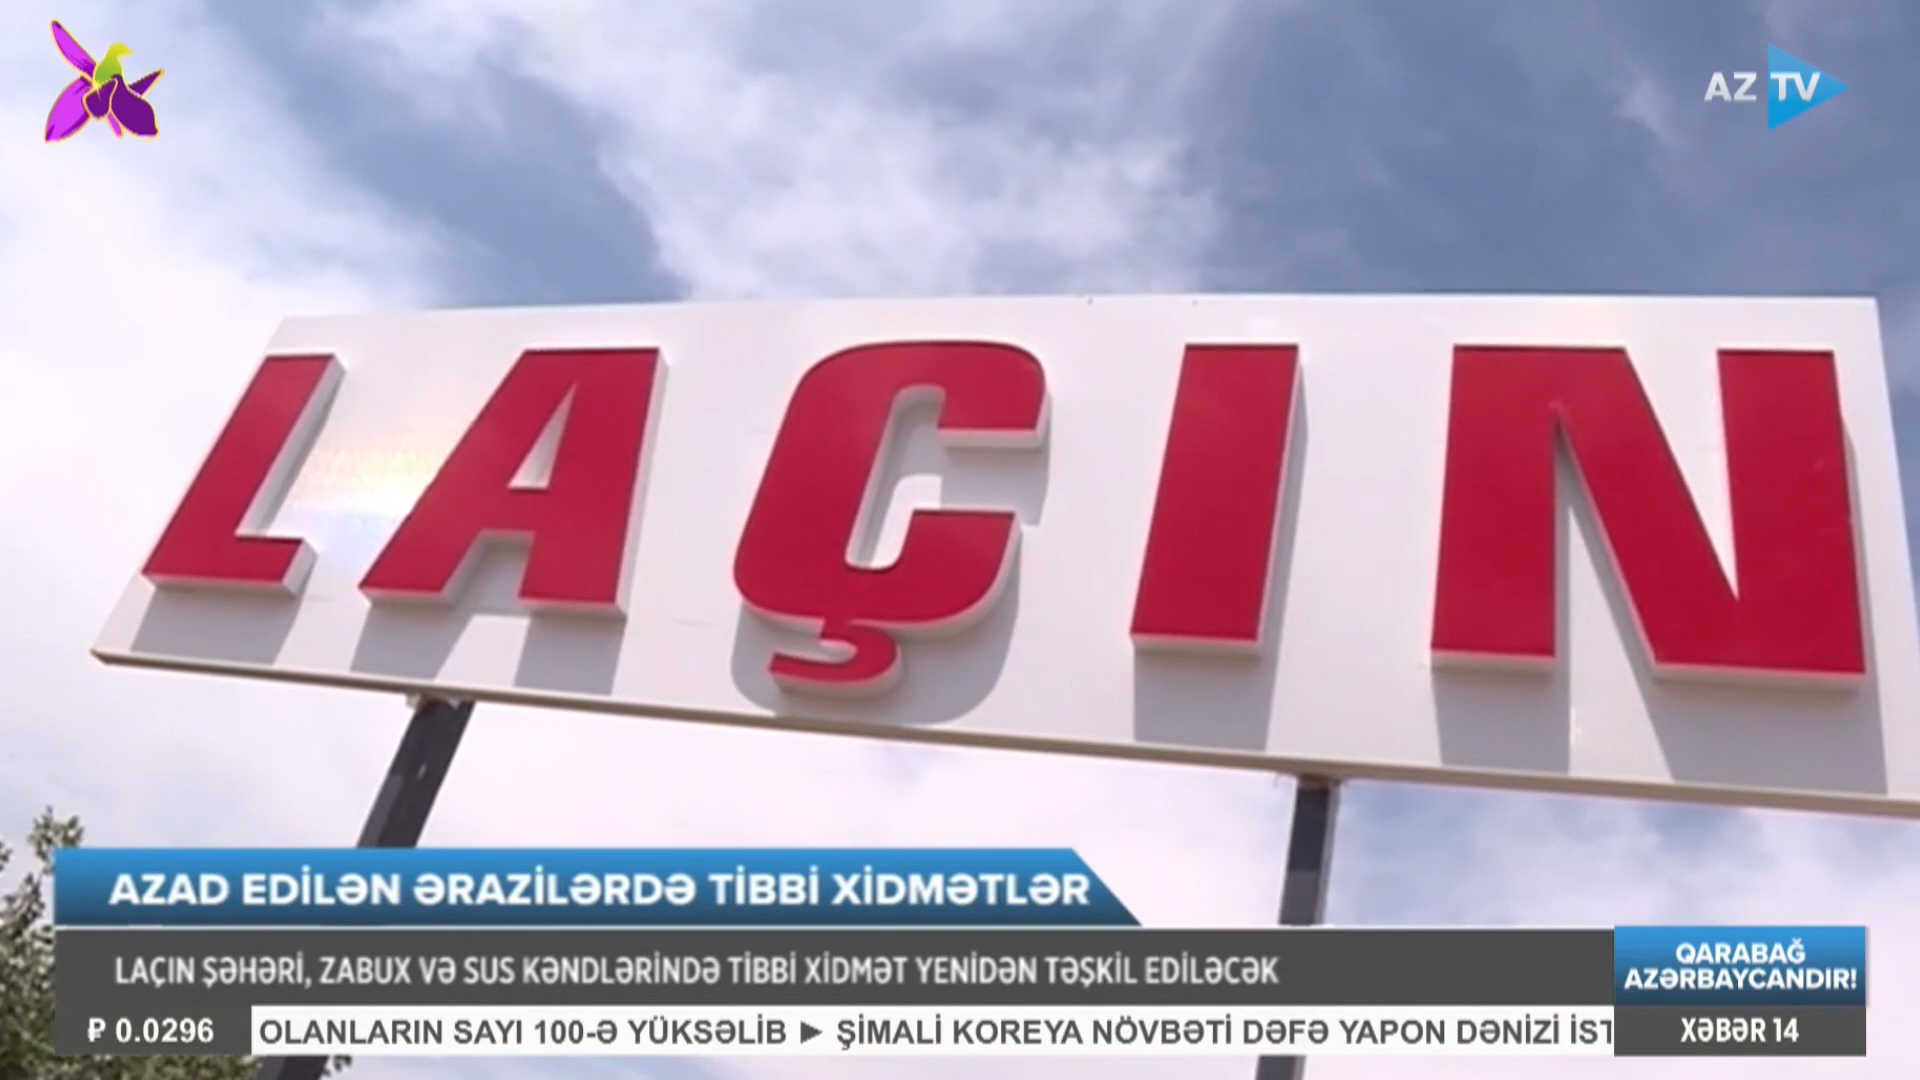 AZTV
LAÇIN
AZAD EDİLƏN ƏRAZİLƏRDƏ TİBBİ XİDMƏTLƏR
LAÇIN ŞƏHƏRİ, ZABUX VƏ SUS KƏNDLƏRİNDƏ TİBBİ XİDMƏT YENİDƏN TƏŞKİL EDİLƏCƏK
QARABAĞ
AZƏRBAYCANDIR!
₽ 0.0296
OLANLARIN SAYI 100-Ə YÜKSƏLİB ► ŞİMALİ KOREYA NÖVBƏTİ DƏFƏ YAPON DƏNİZİ İST
XƏBƏR 14